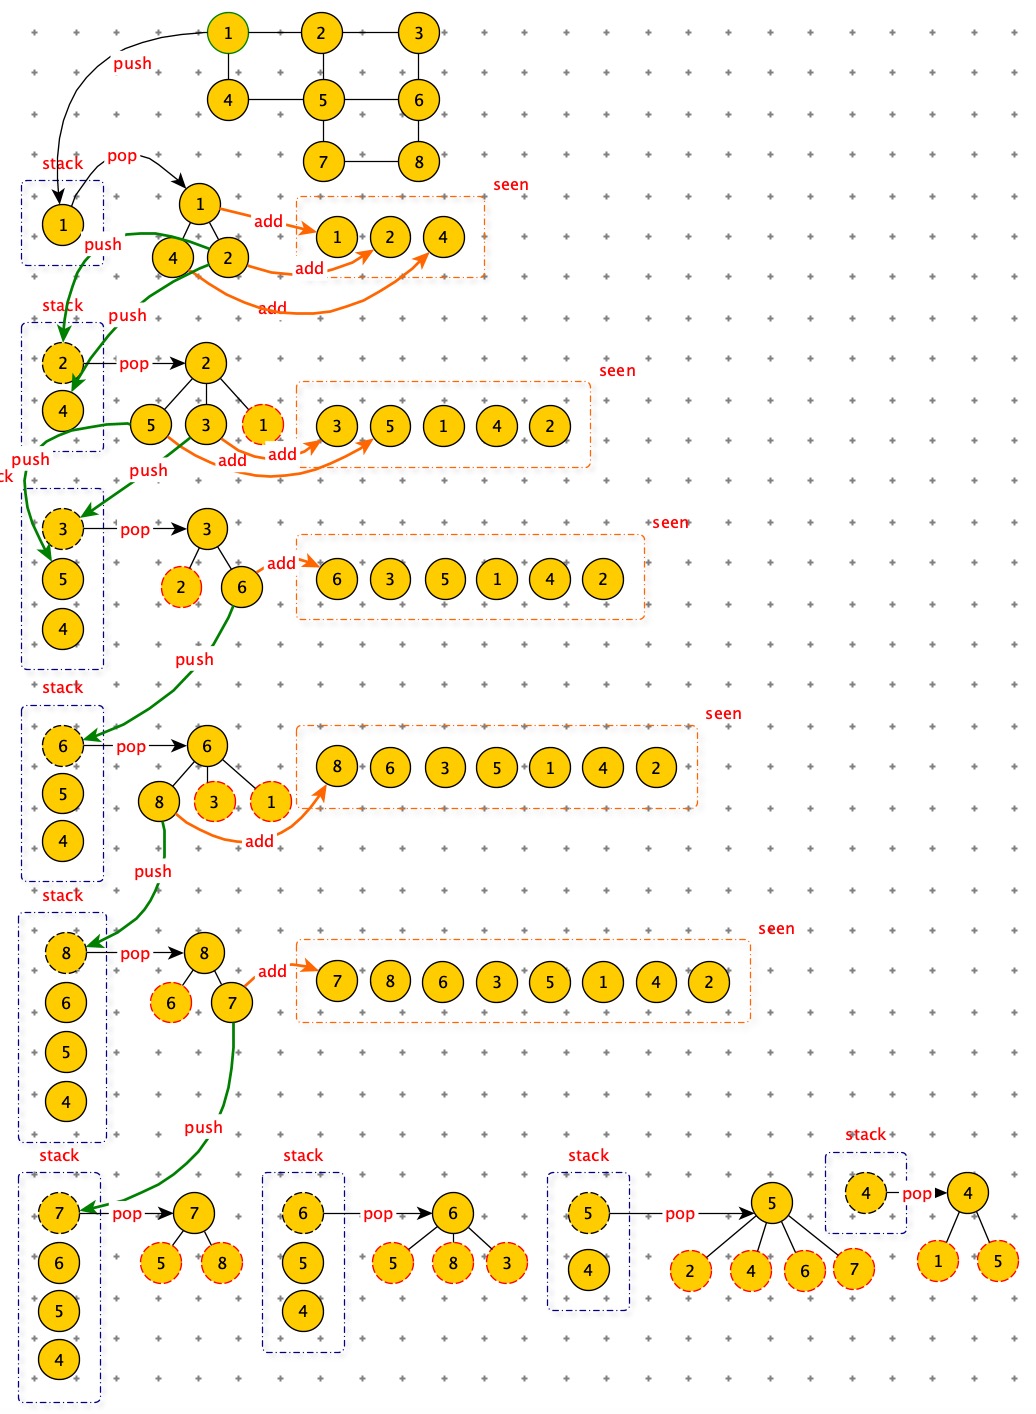 1 2 3
push
4 5 6
stack pop 7 8
seen
1 1 add 1 2 4
push 4 2 add
stack push add
2 pop 2
seen
4 5 3 1 3 5 1 4 2
push push add add
ck
seen
3 pop 3
add
5 2 6 6 3 5 1 4 2
4
push
stack
seen
6 pop 6
8 6 3 5 1 4 2
5 8 3 1
4 add
push
stack
seen
8 pop 8
add
6 6 7 7 8 6 3 5 1 4 2
5
4
push
stack
stack stack stack
4 pop 4
7 pop 7 6 pop 6 5 pop 5
6 5 8 5 5 8 3 4 2 4 6 7 1 5
5 4
4